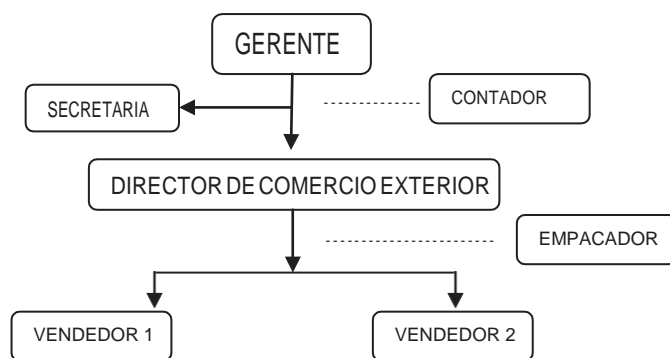 GERENTE
SECRETARIA
CONTADOR
DIRECTOR DE COMERCIO EXTERIOR
EMPACADOR
VENDEDOR 1
VENDEDOR 2